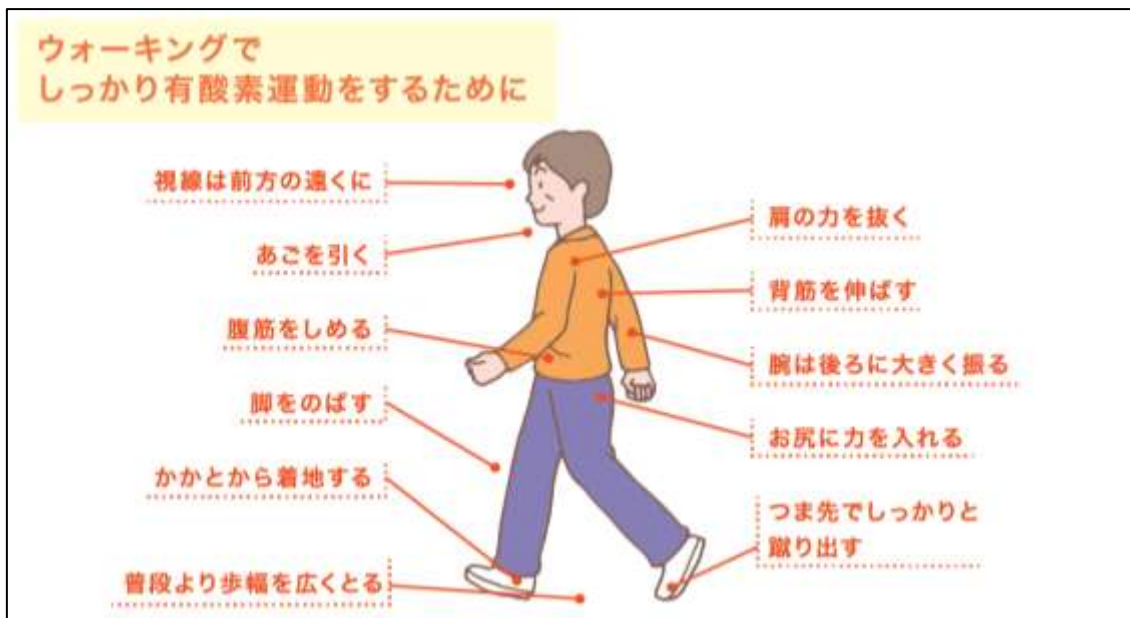 ウォーキングで
しっかり有酸素運動をするために
視線は前方の遠くに
あごを引く
腹筋をしめる
脚をのばす
かかとから着地する
普段より歩幅を広くとる
肩の力を抜く
背筋を伸ばす
腕は後ろに大きく振る
お尻に力を入れる
つま先でしっかりと
蹴り出す